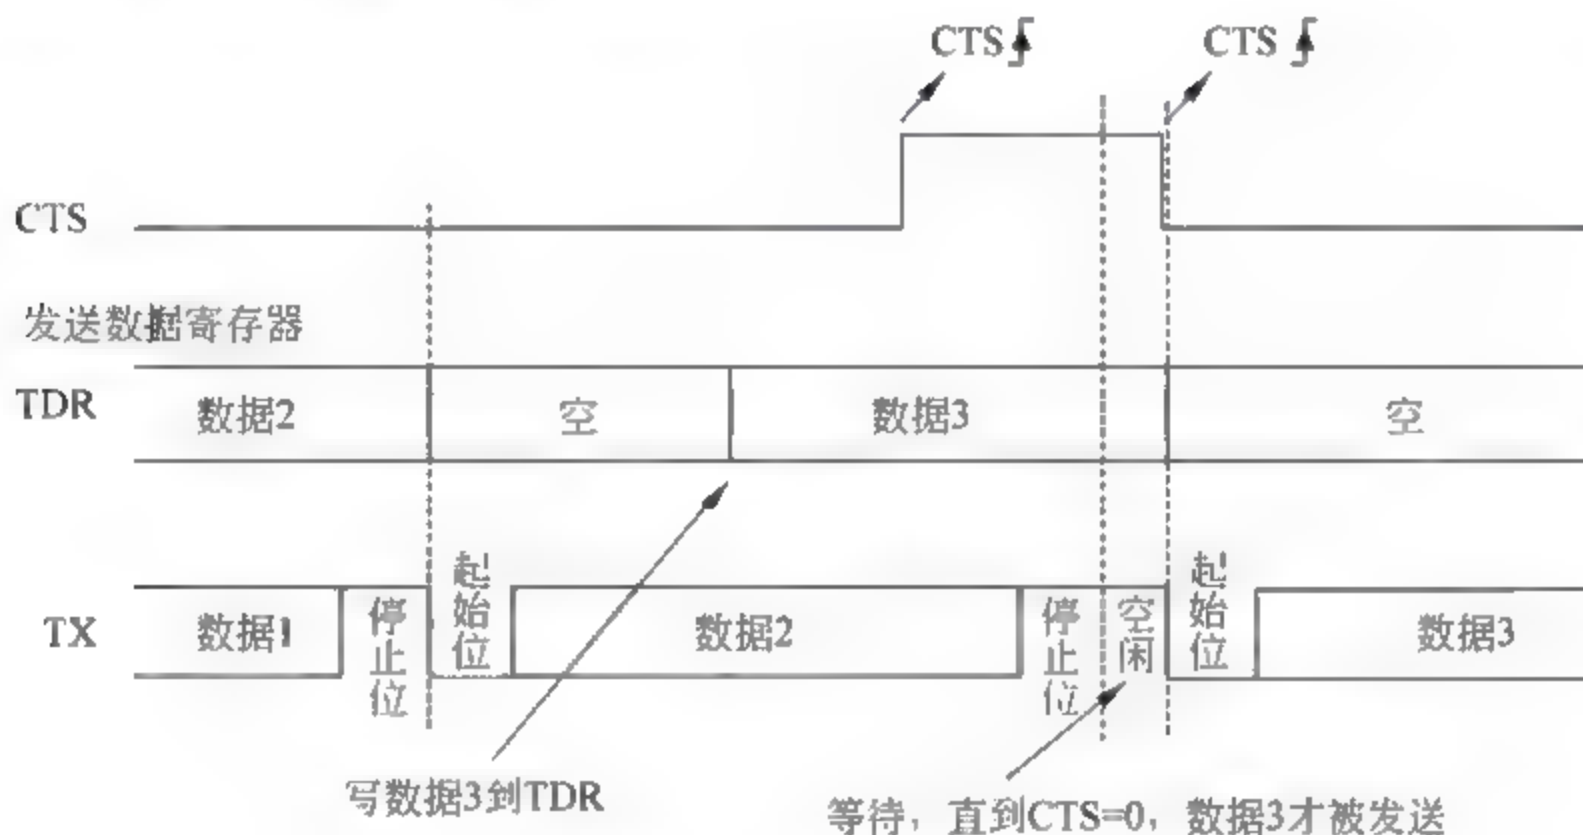 CTS CTS
CTS
发送数据寄存器
TDR 数据2 空 数据3 空
TX 数据1 停止位 起始位 数据2 停止位 空闲 起始位 数据3
写数据3到TDR
等待，直到CTS=0，数据3才被发送